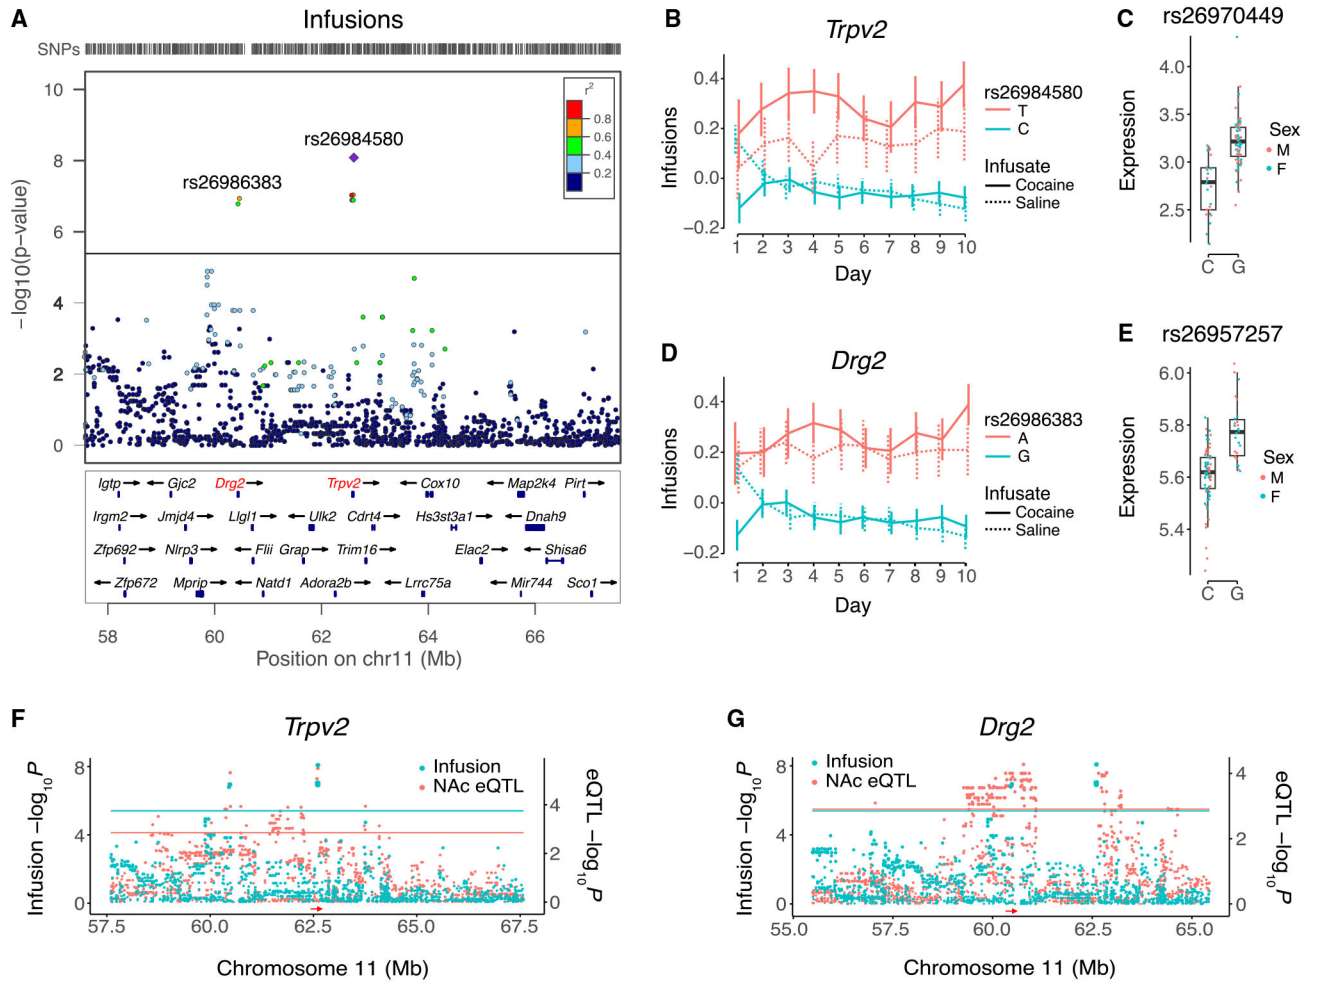 A
Infusions
SNPs
r2
0.8
0.6
0.4
0.2
rs26984580
rs26986383
−log10(p−value)
10
8
6
4
2
0
Igtp Gjc2 Drg2 Trpv2 Cox10 Map2k4 Pirt
Irgm2 Jmjd4 Llgl1 Ulk2 Cdrt4 Hs3st3a1 Dnah9
Zfp692 Nlrp3 Flii Grap Trim16 Elac2 Shisa6
Zfp672 Mprip Natd1 Adora2b Lrrc75a Mir744 Sco1
58 60 62 64 66
Position on chr11 (Mb)
B
Trpv2
Infusions
0.4
0.2
0.0
−0.2
1 2 3 4 5 6 7 8 9 10
Day
rs26984580
T
C
Infusate
Cocaine
Saline
C
rs26970449
Expression
4.0
3.5
3.0
2.5
C G
Sex
M
F
D
Drg2
Infusions
0.4
0.2
0.0
−0.2
1 2 3 4 5 6 7 8 9 10
Day
rs26986383
A
G
Infusate
Cocaine
Saline
E
rs26957257
Expression
6.0
5.8
5.6
5.4
C G
Sex
M
F
F
Trpv2
Infusion −log10P
8
4
0
Infusion
NAc eQTL
eQTL −log10P
4
2
0
57.5 60.0 62.5 65.0 67.5
Chromosome 11 (Mb)
G
Drg2
Infusion −log10P
8
4
0
Infusion
NAc eQTL
eQTL −log10P
4
2
0
55.0 57.5 60.0 62.5 65.0
Chromosome 11 (Mb)